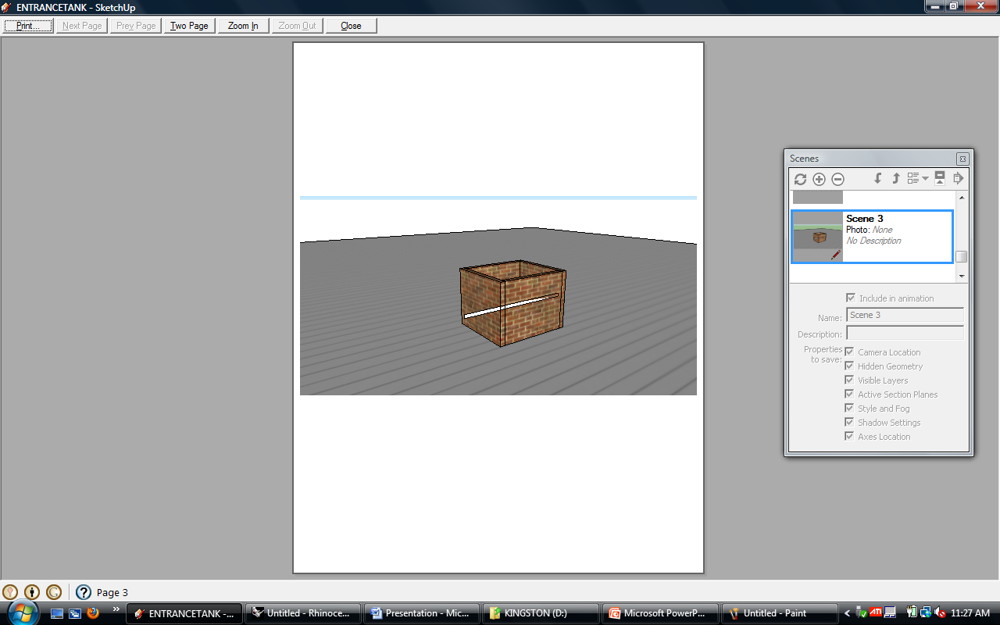 ENTRANCETANK - SketchUp
Print... Next Page Prev Page Two Page Zoom In Zoom Out Close
Scenes
Scene 3
Photo: None
No Description
Include in animation
Name: Scene 3
Description:
Properties to save:
Camera Location
Hidden Geometry
Visible Layers
Active Section Planes
Style and Fog
Shadow Settings
Axes Location
Page 3
ENTRANCETANK -... Untitled - Rhinoce... Presentation - Mic... KINGSTON (D:) Microsoft PowerP... Untitled - Paint ATI 11:27 AM